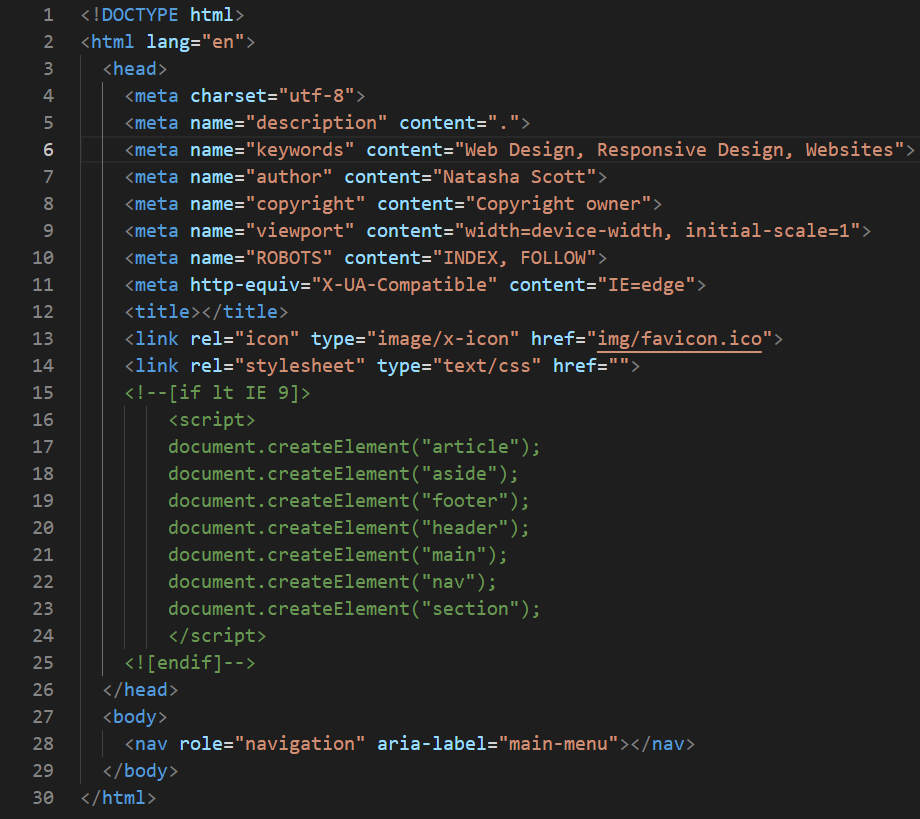 1 <!DOCTYPE html>
2 <html lang="en">
3 <head>
4 <meta charset="utf-8">
5 <meta name="description" content=".">
6 <meta name="keywords" content="Web Design, Responsive Design, Websites">
7 <meta name="author" content="Natasha Scott">
8 <meta name="copyright" content="Copyright owner">
9 <meta name="viewport" content="width=device-width, initial-scale=1">
10 <meta name="ROBOTS" content="INDEX, FOLLOW">
11 <meta http-equiv="X-UA-Compatible" content="IE=edge">
12 <title></title>
13 <link rel="icon" type="image/x-icon" href="img/favicon.ico">
14 <link rel="stylesheet" type="text/css" href="">
15 <!--[if lt IE 9]>
16 <script>
17 document.createElement("article");
18 document.createElement("aside");
19 document.createElement("footer");
20 document.createElement("header");
21 document.createElement("main");
22 document.createElement("nav");
23 document.createElement("section");
24 </script>
25 <![endif]-->
26 </head>
27 <body>
28 <nav role="navigation" aria-label="main-menu"></nav>
29 </body>
30 </html>